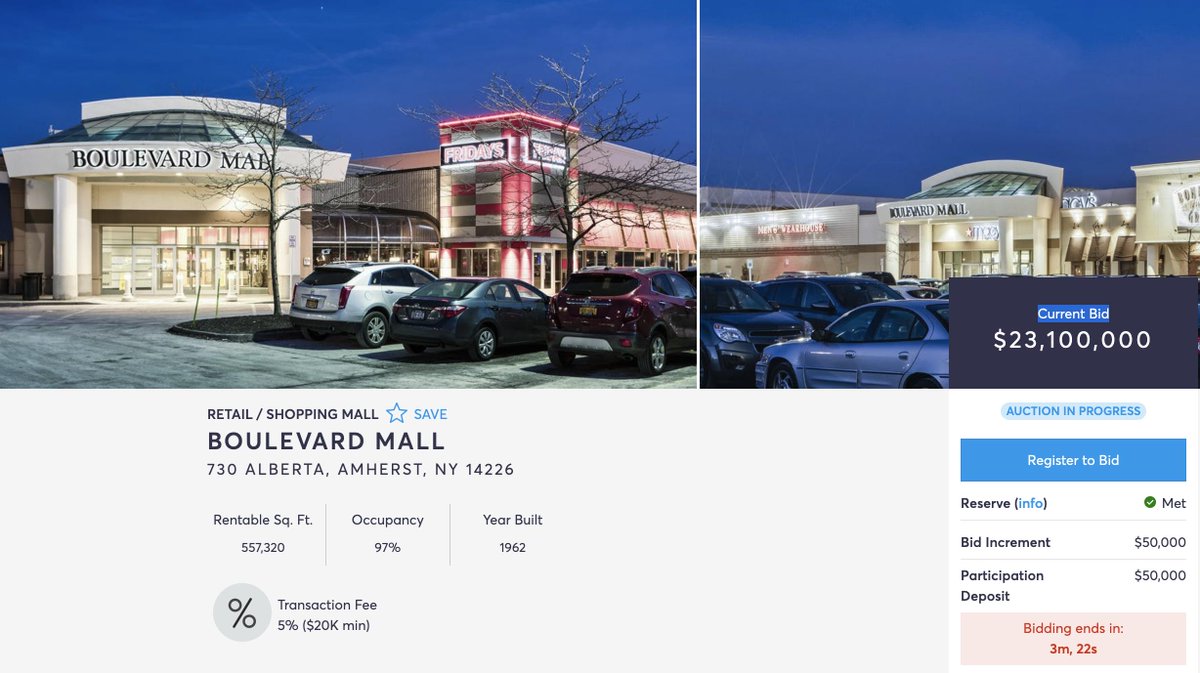 BOULEVARD MALL
FRIDAYS
BOULEVARD MALL
MEN'S WEARHOUSE
macy's
Current Bid
$23,100,000
RETAIL / SHOPPING MALL
SAVE
BOULEVARD MALL
730 ALBERTA, AMHERST, NY 14226
Rentable Sq. Ft.
Occupancy
Year Built
557,320
97%
1962
%
Transaction Fee
5% ($20K min)
AUCTION IN PROGRESS
Register to Bid
Reserve (info)
Met
Bid Increment
$50,000
Participation
Deposit
$50,000
Bidding ends in:
3m, 22s